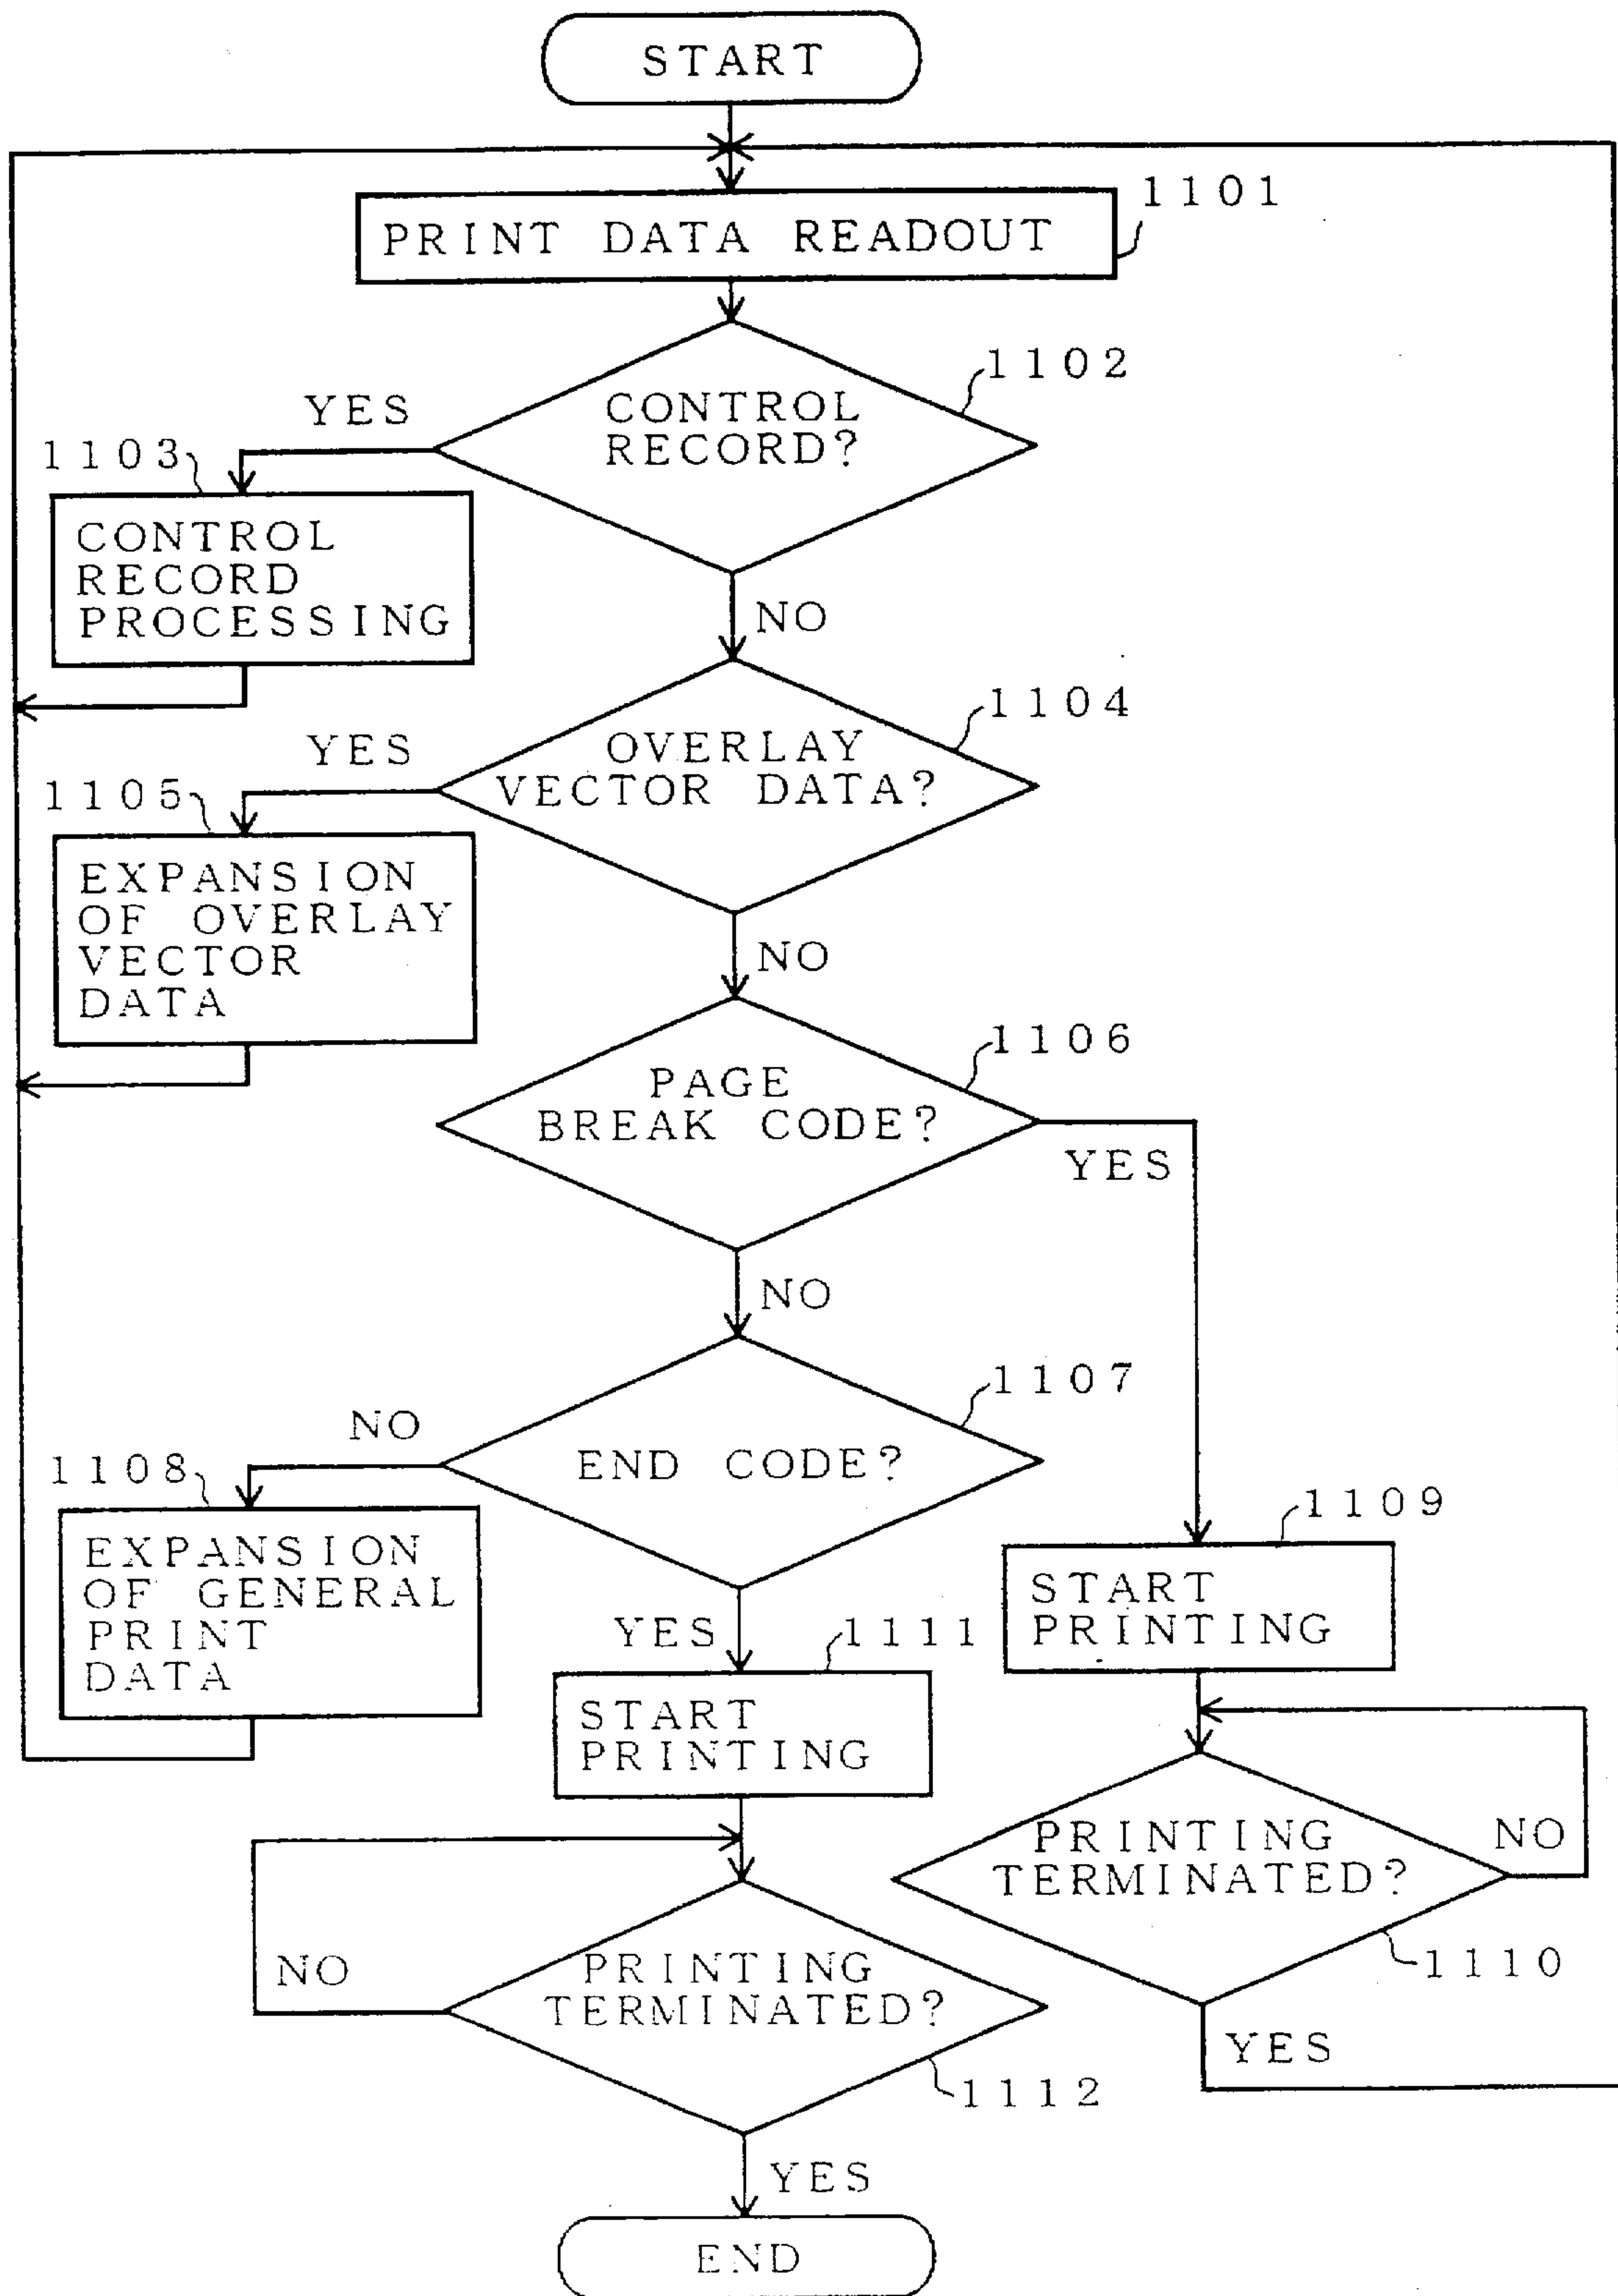 START
1101
PRINT DATA READOUT
1102
CONTROL
RECORD?
YES
1103
CONTROL
RECORD
PROCESSING
NO
1104
OVERLAY
VECTOR DATA?
YES
1105
EXPANSION
OF OVERLAY
VECTOR
DATA
NO
1106
PAGE
BREAK CODE?
YES
NO
1107
END CODE?
NO
1108
EXPANSION
OF GENERAL
PRINT
DATA
YES
1111
START
PRINTING
1109
START
PRINTING
PRINTING
TERMINATED?
NO
1110
YES
PRINTING
TERMINATED?
NO
1112
YES
END